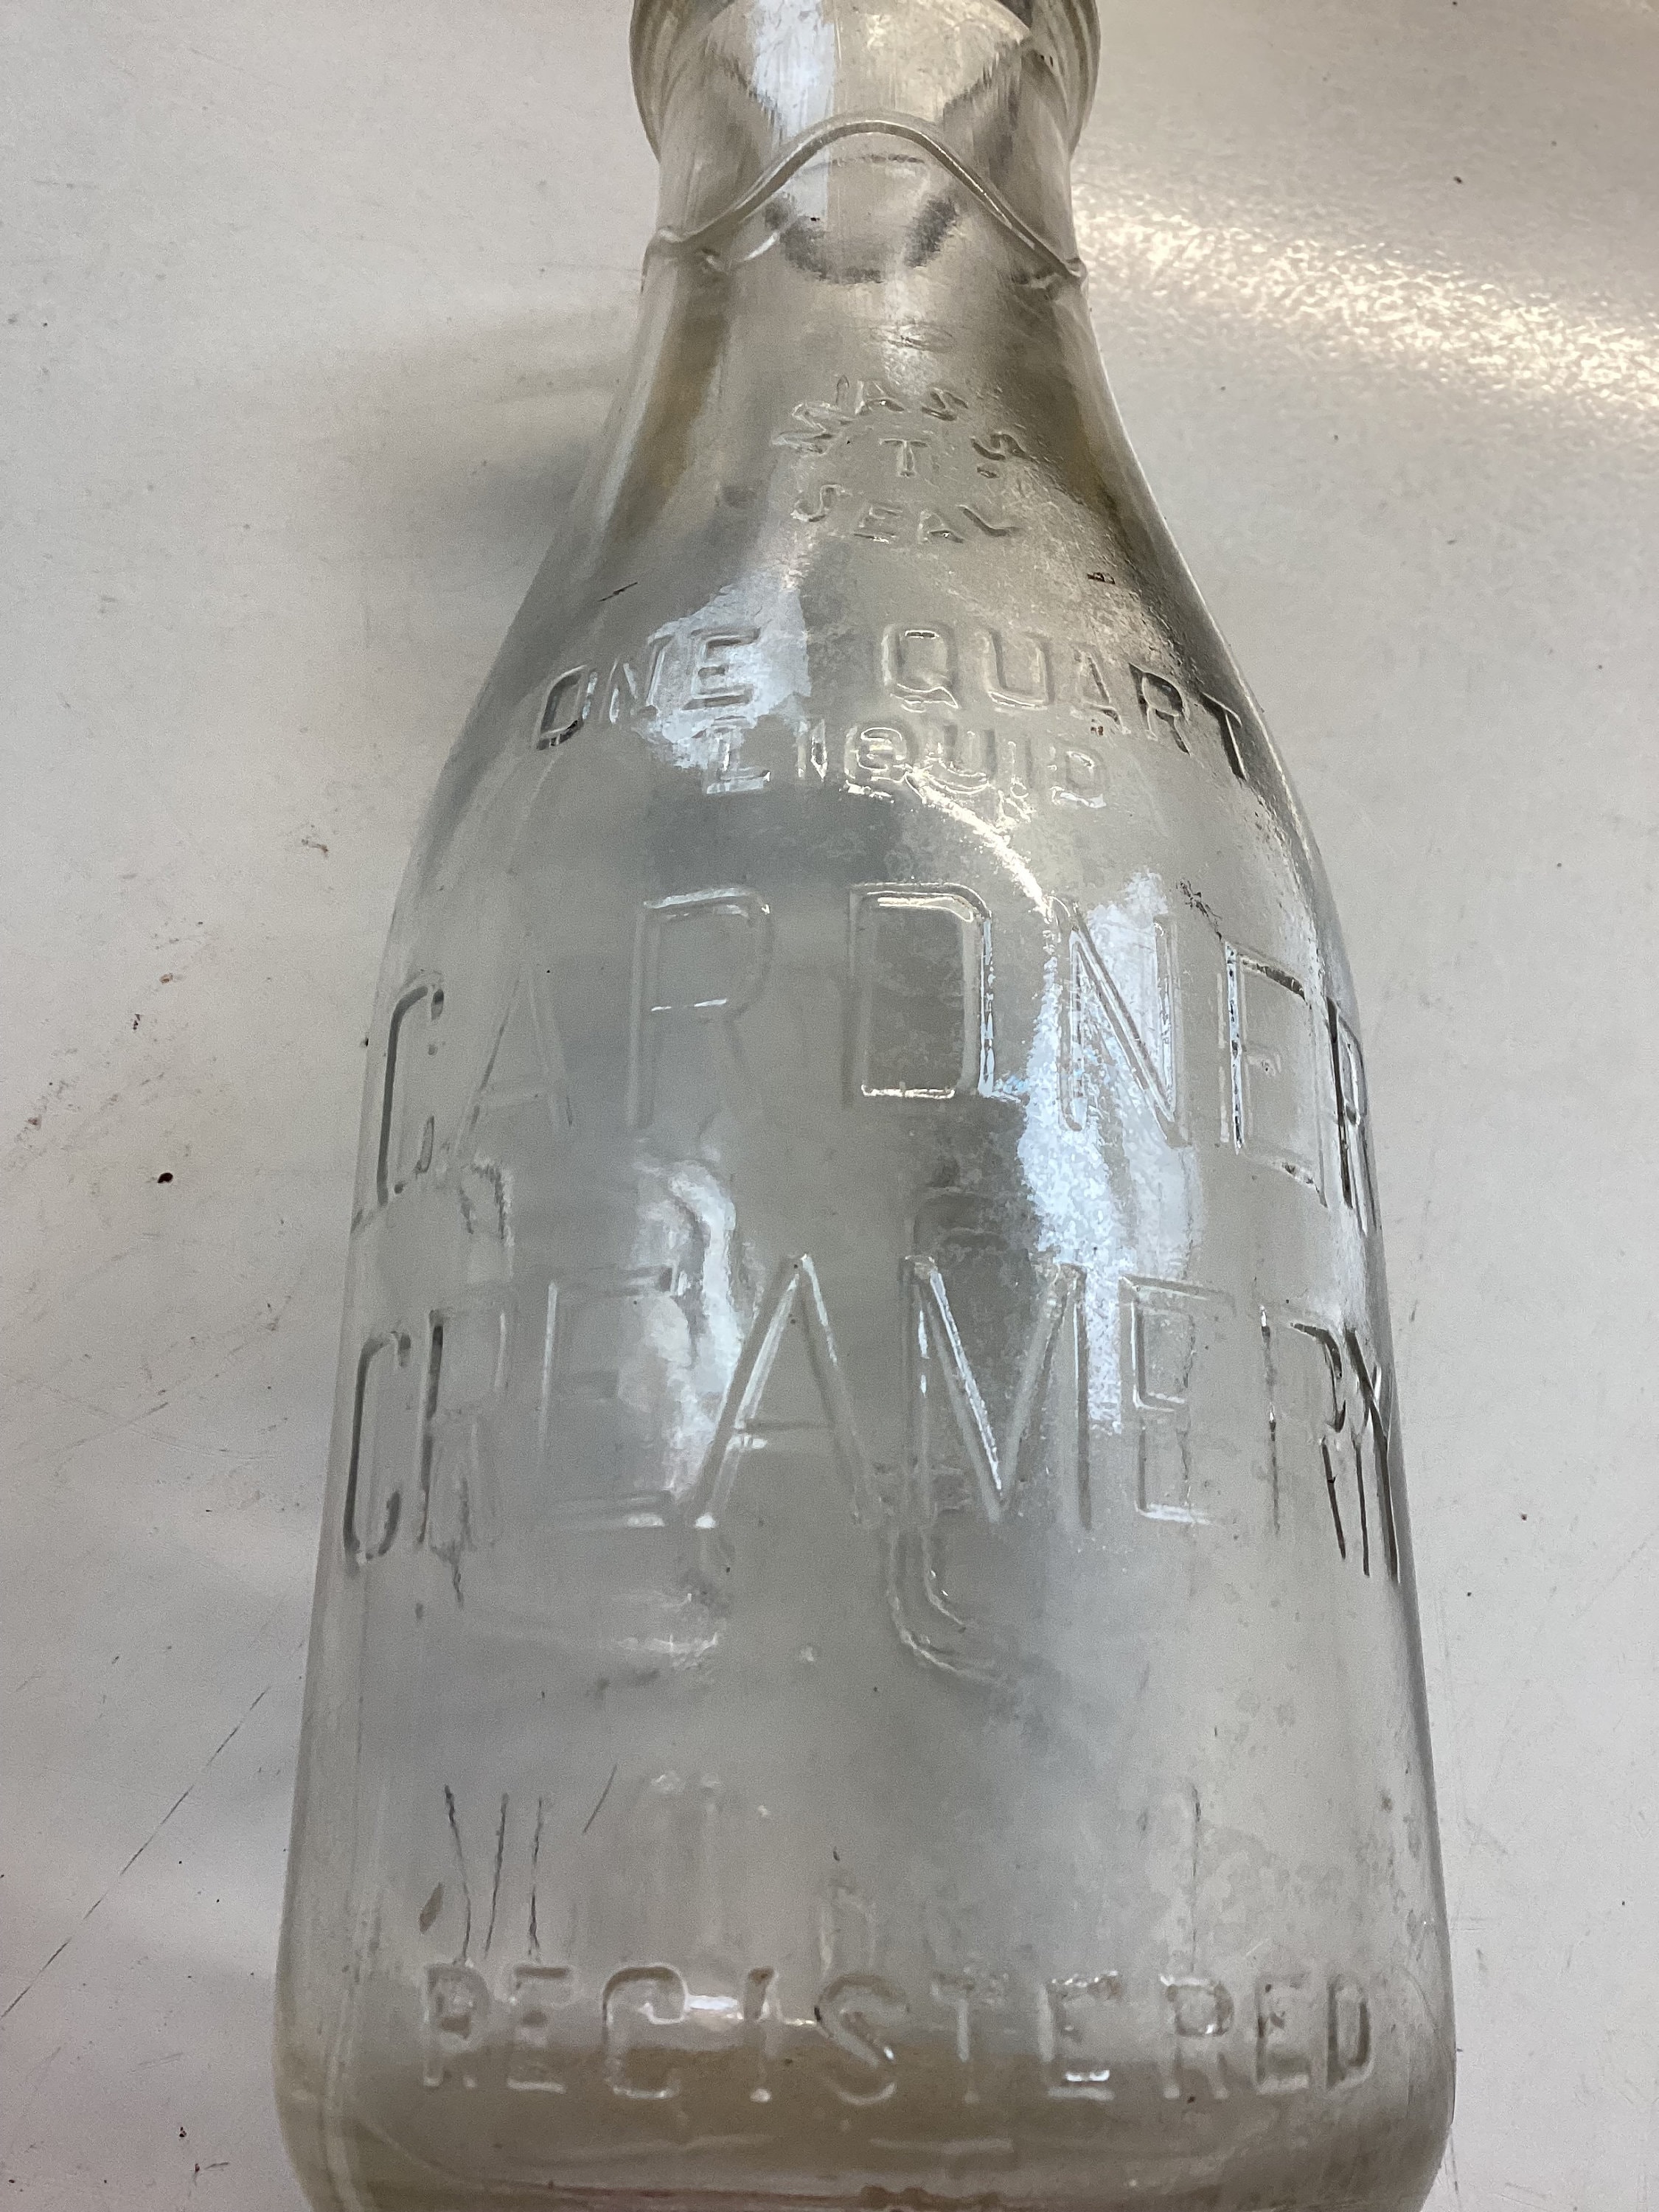 MASS
T
SEAL
ONE QUART
LIQUID
GARDNER
CREAMERY
REGISTERED